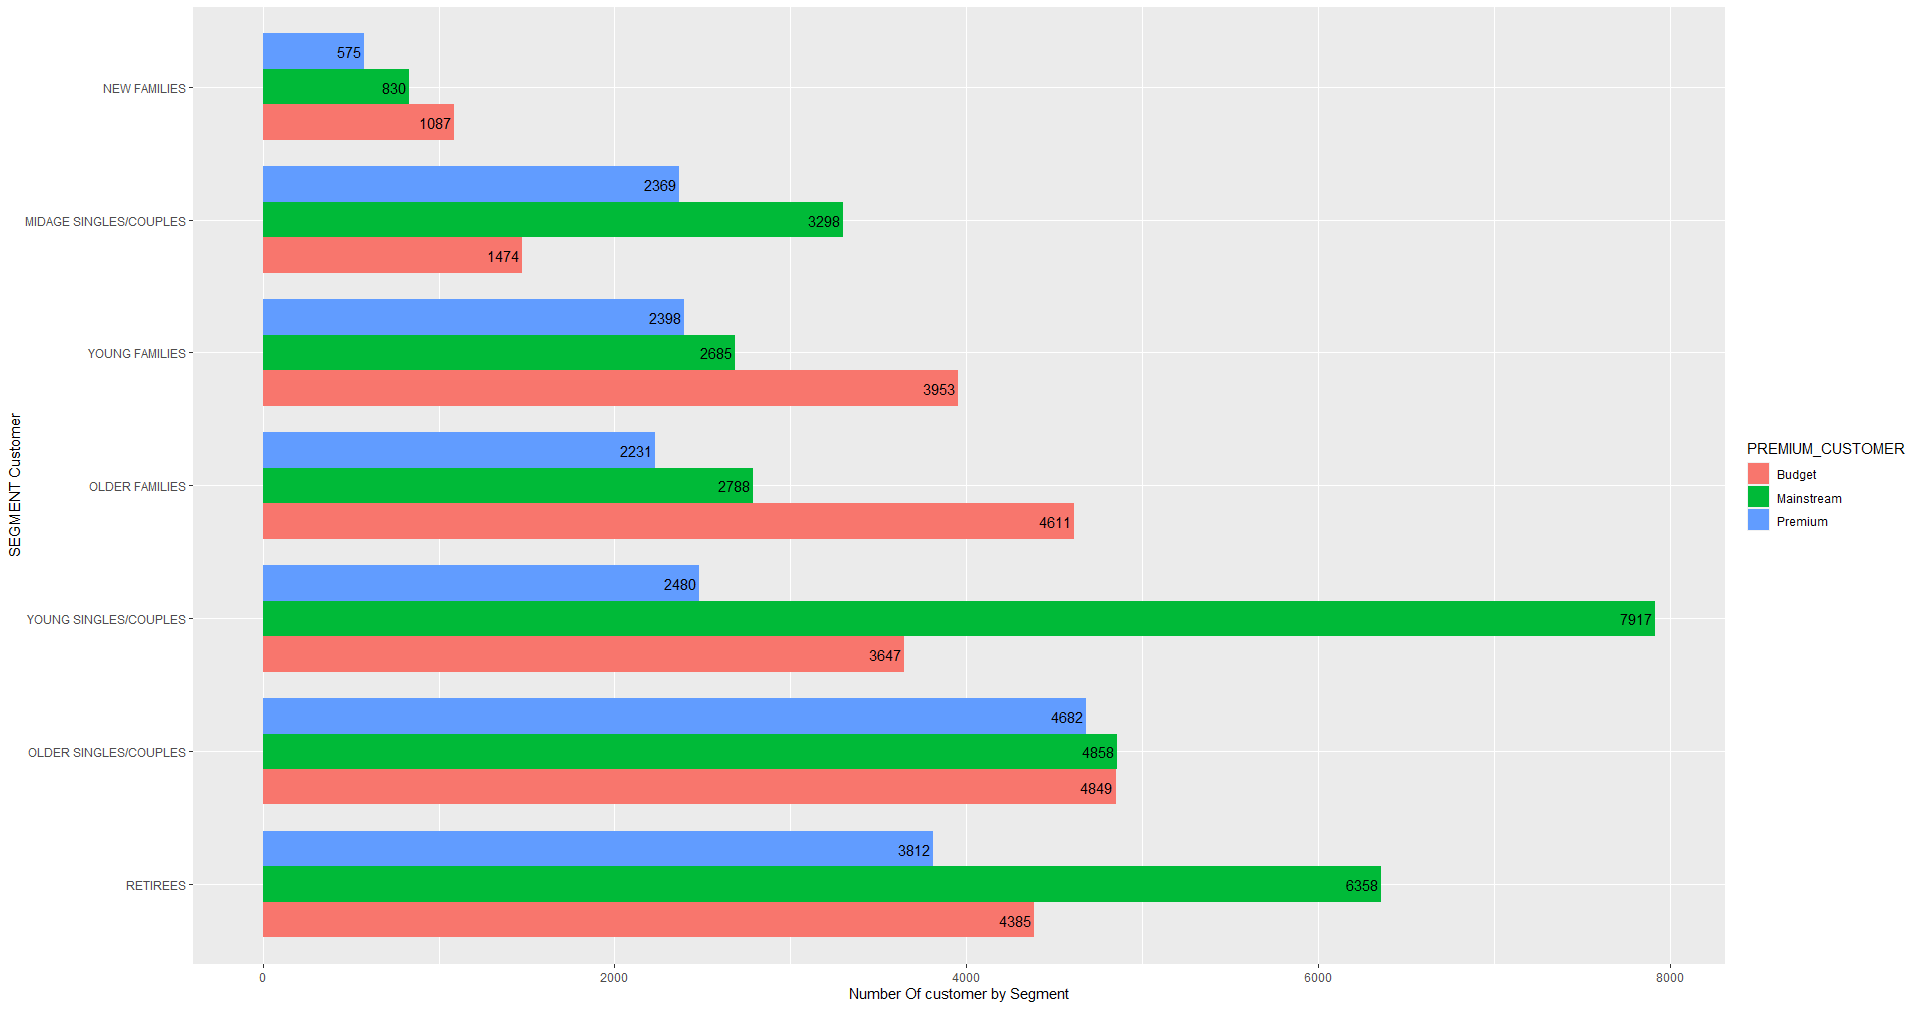 575
NEW FAMILIES
830
1087
2369
MIDAGE SINGLES/COUPLES
3298
1474
2398
YOUNG FAMILIES
2685
3953
2231
OLDER FAMILIES
2788
4611
2480
YOUNG SINGLES/COUPLES
7917
3647
4682
OLDER SINGLES/COUPLES
4858
4849
3812
RETIREES
6358
4385
0 2000 4000 6000 8000
Number Of customer by Segment
SEGMENT Customer
PREMIUM_CUSTOMER
Budget
Mainstream
Premium